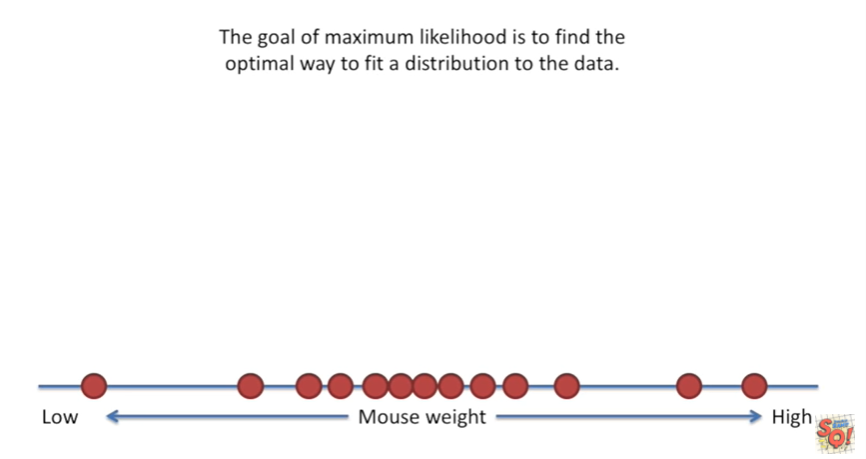 The goal of maximum likelihood is to find the
optimal way to fit a distribution to the data.
Low Mouse weight High
SO!